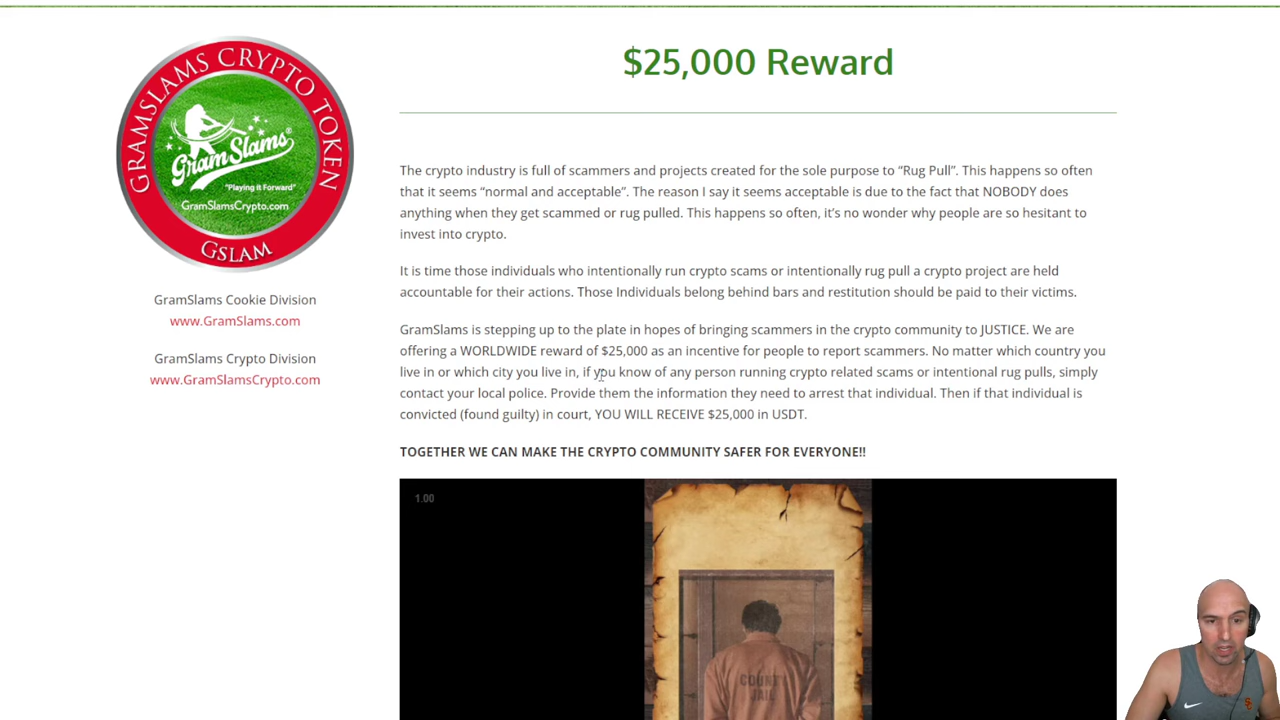 $25,000 Reward
GRAMSLAMS CRYPTO TOKEN
GramSlams®
"Playing It Forward"
GramSlamsCrypto.com
GSLAM
GramSlams Cookie Division
www.GramSlams.com
GramSlams Crypto Division
www.GramSlamsCrypto.com
The crypto industry is full of scammers and projects created for the sole purpose to “Rug Pull”. This happens so often
that it seems “normal and acceptable”. The reason I say it seems acceptable is due to the fact that NOBODY does
anything when they get scammed or rug pulled. This happens so often, it’s no wonder why people are so hesitant to
invest into crypto.
It is time those individuals who intentionally run crypto scams or intentionally rug pull a crypto project are held
accountable for their actions. Those Individuals belong behind bars and restitution should be paid to their victims.
GramSlams is stepping up to the plate in hopes of bringing scammers in the crypto community to JUSTICE. We are
offering a WORLDWIDE reward of $25,000 as an incentive for people to report scammers. No matter which country you
live in or which city you live in, if you know of any person running crypto related scams or intentional rug pulls, simply
contact your local police. Provide them the information they need to arrest that individual. Then if that individual is
convicted (found guilty) in court, YOU WILL RECEIVE $25,000 in USDT.
TOGETHER WE CAN MAKE THE CRYPTO COMMUNITY SAFER FOR EVERYONE!!
1.00
COUNTY
JAIL